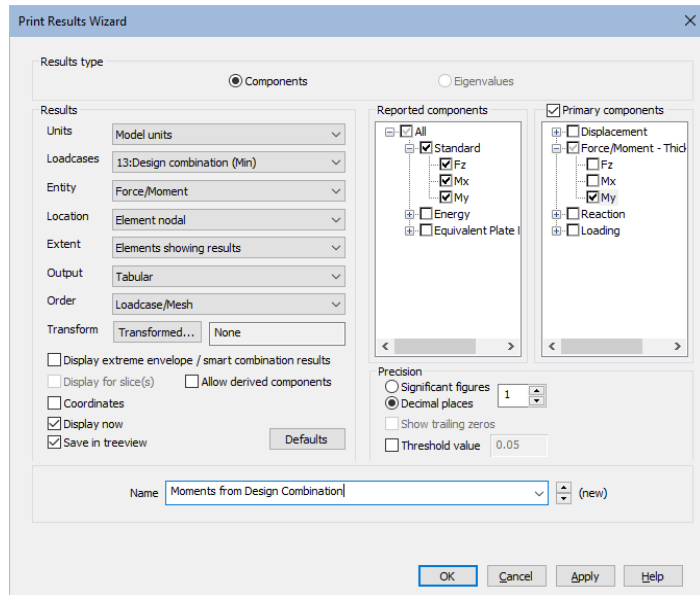 Print Results Wizard
Results type
Components
Eigenvalues
Results
Units
Model units
Loadcases
13:Design combination (Min)
Entity
Force/Moment
Location
Element nodal
Extent
Elements showing results
Output
Tabular
Order
Loadcase/Mesh
Transform
Transformed...
None
Display extreme envelope / smart combination results
Display for slice(s)
Allow derived components
Coordinates
Display now
Save in treeview
Defaults
Reported components
All
Standard
Fz
Mx
My
Energy
Equivalent Plate
Primary components
Displacement
Force/Moment - Thick
Fz
Mx
My
Reaction
Loading
Precision
Significant figures
Decimal places
1
Show trailing zeros
Threshold value
0.05
Name
Moments from Design Combination
(new)
OK
Cancel
Apply
Help